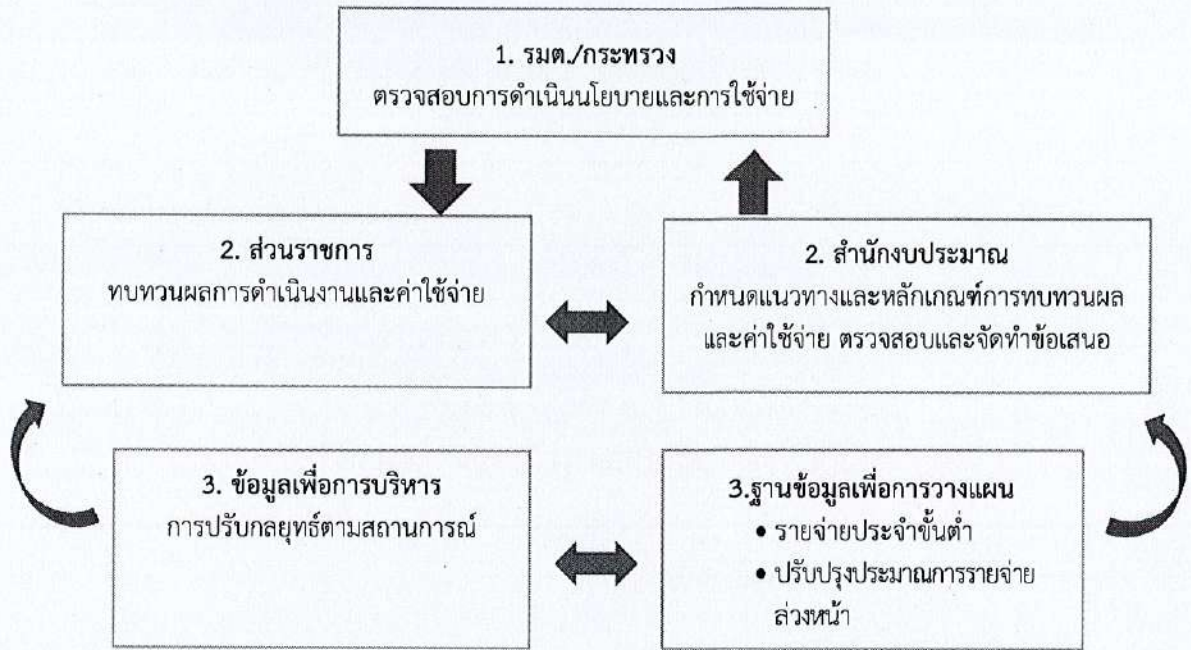 1. รมต./กระทรวง
ตรวจสอบการดำเนินนโยบายและการใช้จ่าย
2. ส่วนราชการ
ทบทวนผลการดำเนินงานและค่าใช้จ่าย
2. สำนักงบประมาณ
กำหนดแนวทางและหลักเกณฑ์การทบทวนผล
และค่าใช้จ่าย ตรวจสอบและจัดทำข้อเสนอ
3. ข้อมูลเพื่อการบริหาร
การปรับกลยุทธ์ตามสถานการณ์
3.ฐานข้อมูลเพื่อการวางแผน
• รายจ่ายประจำขั้นต่ำ
• ปรับปรุงประมาณการรายจ่าย
ล่วงหน้า